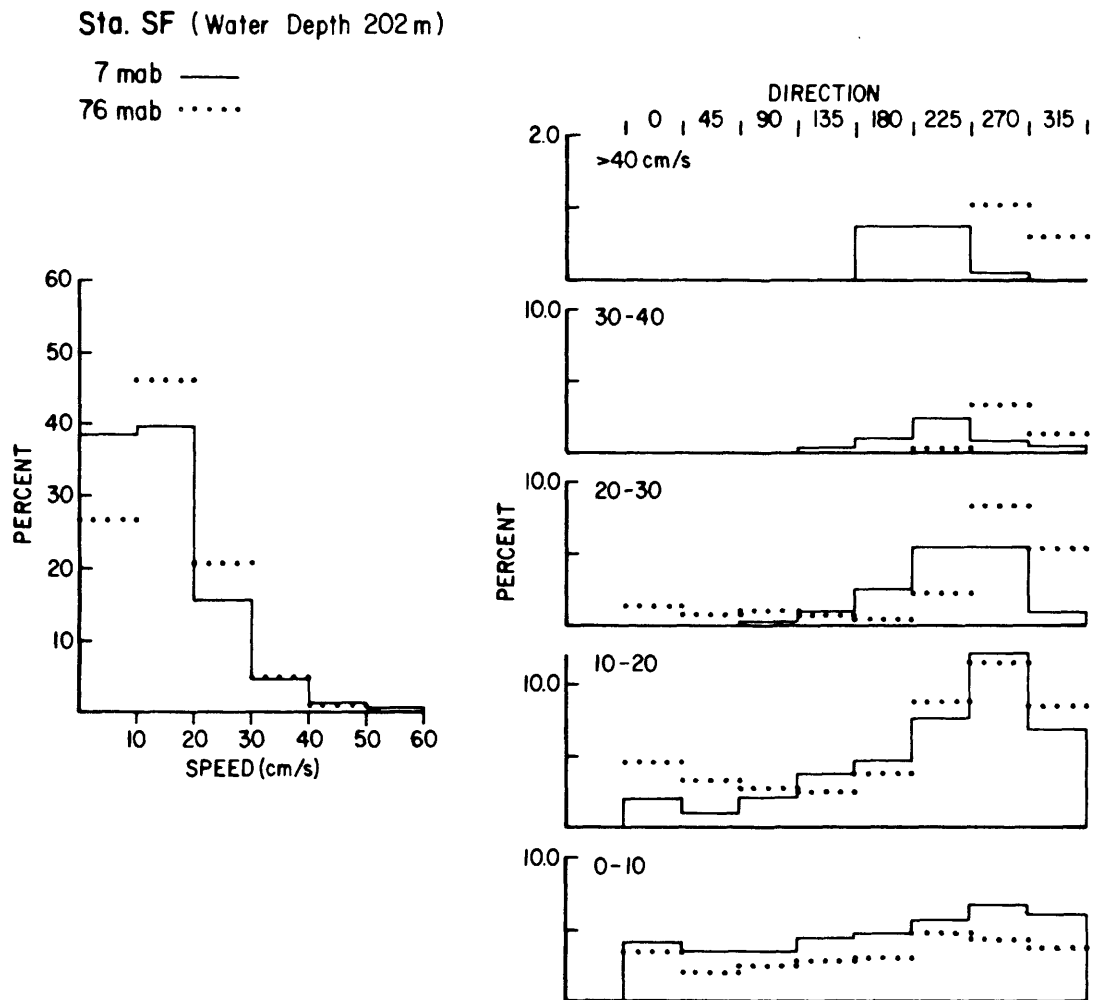 Sta. SF (Water Depth 202 m)
7 mab
76 mab
PERCENT
60
50
40
30
20
10
10 20 30 40 50 60
SPEED (cm/s)
DIRECTION
0 45 90 135 180 225 270 315
PERCENT
2.0
>40 cm/s
10.0
30-40
10.0
20-30
10.0
10-20
10.0
0-10